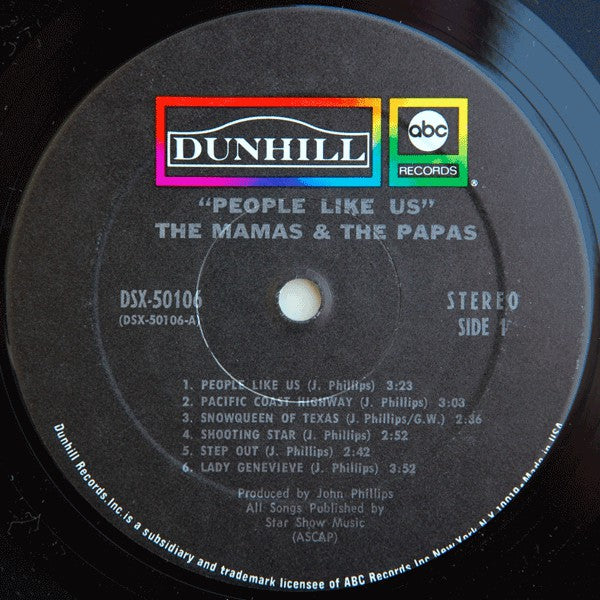 DUNHILL
abc
RECORDS
®
"PEOPLE LIKE US"
THE MAMAS & THE PAPAS
DSX-50106
(DSX-50106-A)
STEREO
SIDE 1
1. PEOPLE LIKE US (J. Phillips) 3:23
2. PACIFIC COAST HIGHWAY (J. Phillips) 3:03
3. SNOWQUEEN OF TEXAS (J. Phillips/G.W.) 2:36
4. SHOOTING STAR (J. Phillips) 2:52
5. STEP OUT (J. Phillips) 2:42
6. LADY GENEVIEVE (J. Phillips) 3:52
Produced by John Phillips
All Songs Published by
Star Show Music
(ASCAP)
Dunhill Records, Inc. is a subsidiary and trademark licensee of ABC Records Inc. New York, N.Y. 10019 • Made in USA